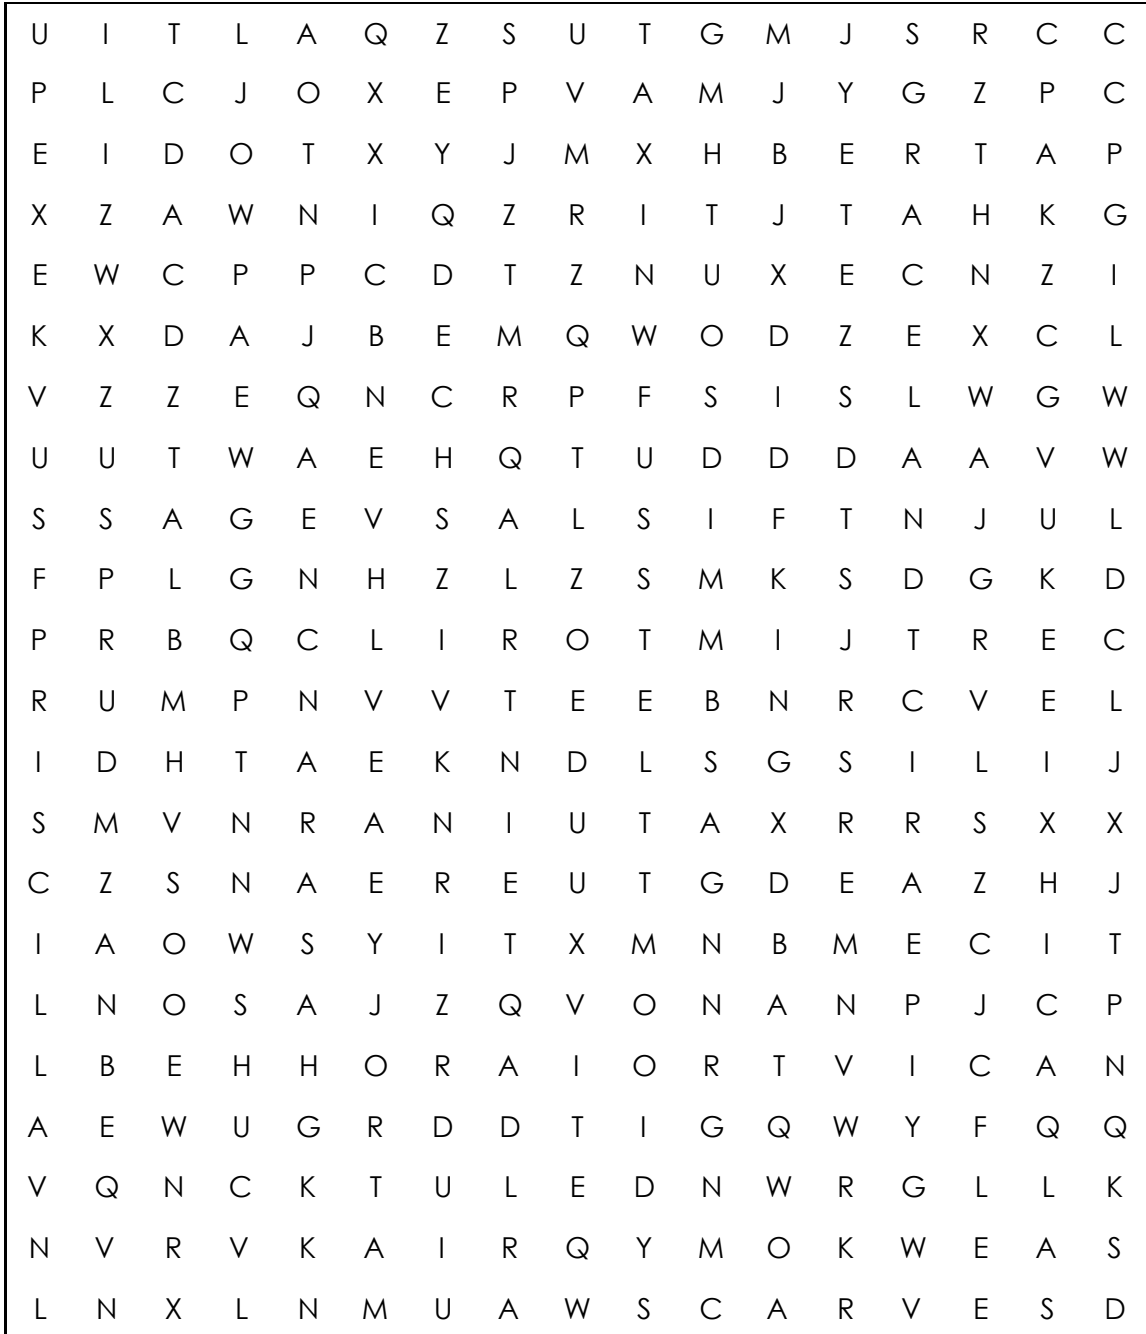 U I T L A Q Z S U T G M J S R C C
P L C J O X E P V A M J Y G Z P C
E I D O T X Y J M X H B E R T A P
X Z A W N I Q Z R I T J T A H K G
E W C P P C D T Z N U X E C N Z I
K X D A J B E M Q W O D Z E X C L
V Z Z E Q N C R P F S I S L W G W
U U T W A E H Q T U D D D A A V W
S S A G E V S A L S I F T N J U L
F P L G N H Z L Z S M K S D G K D
P R B Q C L I R O T M I J T R E C
R U M P N V V T E E B N R C V E L
I D H T A E K N D L S G S I L I J
S M V N R A N I U T A X R R S X X
C Z S N A E R E U T G D E A Z H J
I A O W S Y I T X M N B M E C I T
L N O S A J Z Q V O N A N P J C P
L B E H H O R A I O R T V I C A N
A E W U G R D D T I G Q W Y F Q Q
V Q N C K T U L E D N W R G L L K
N V R V K A I R Q Y M O K W E A S
L N X L N M U A W S C A R V E S D